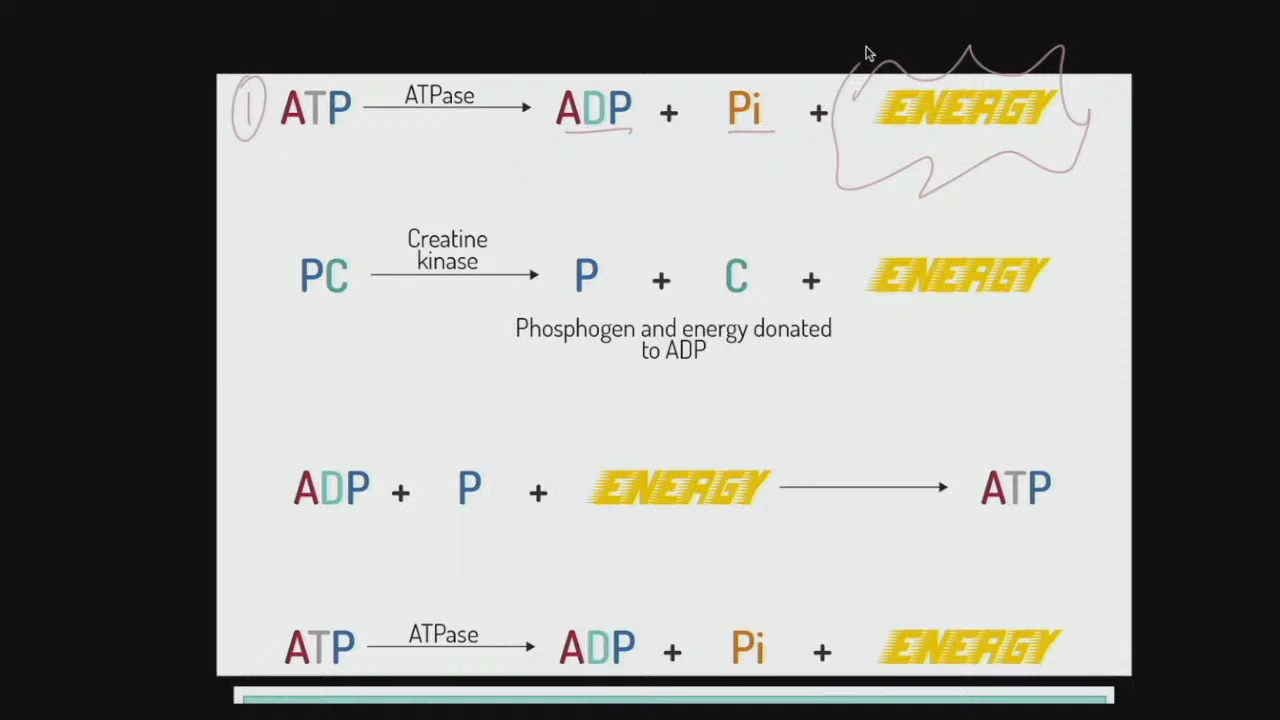 ① ATP ATPase ADP + Pi + ENERGY
Creatine
PC kinase P + C + ENERGY
Phosphogen and energy donated
to ADP
ADP + P + ENERGY ATP
ATP ATPase ADP + Pi + ENERGY